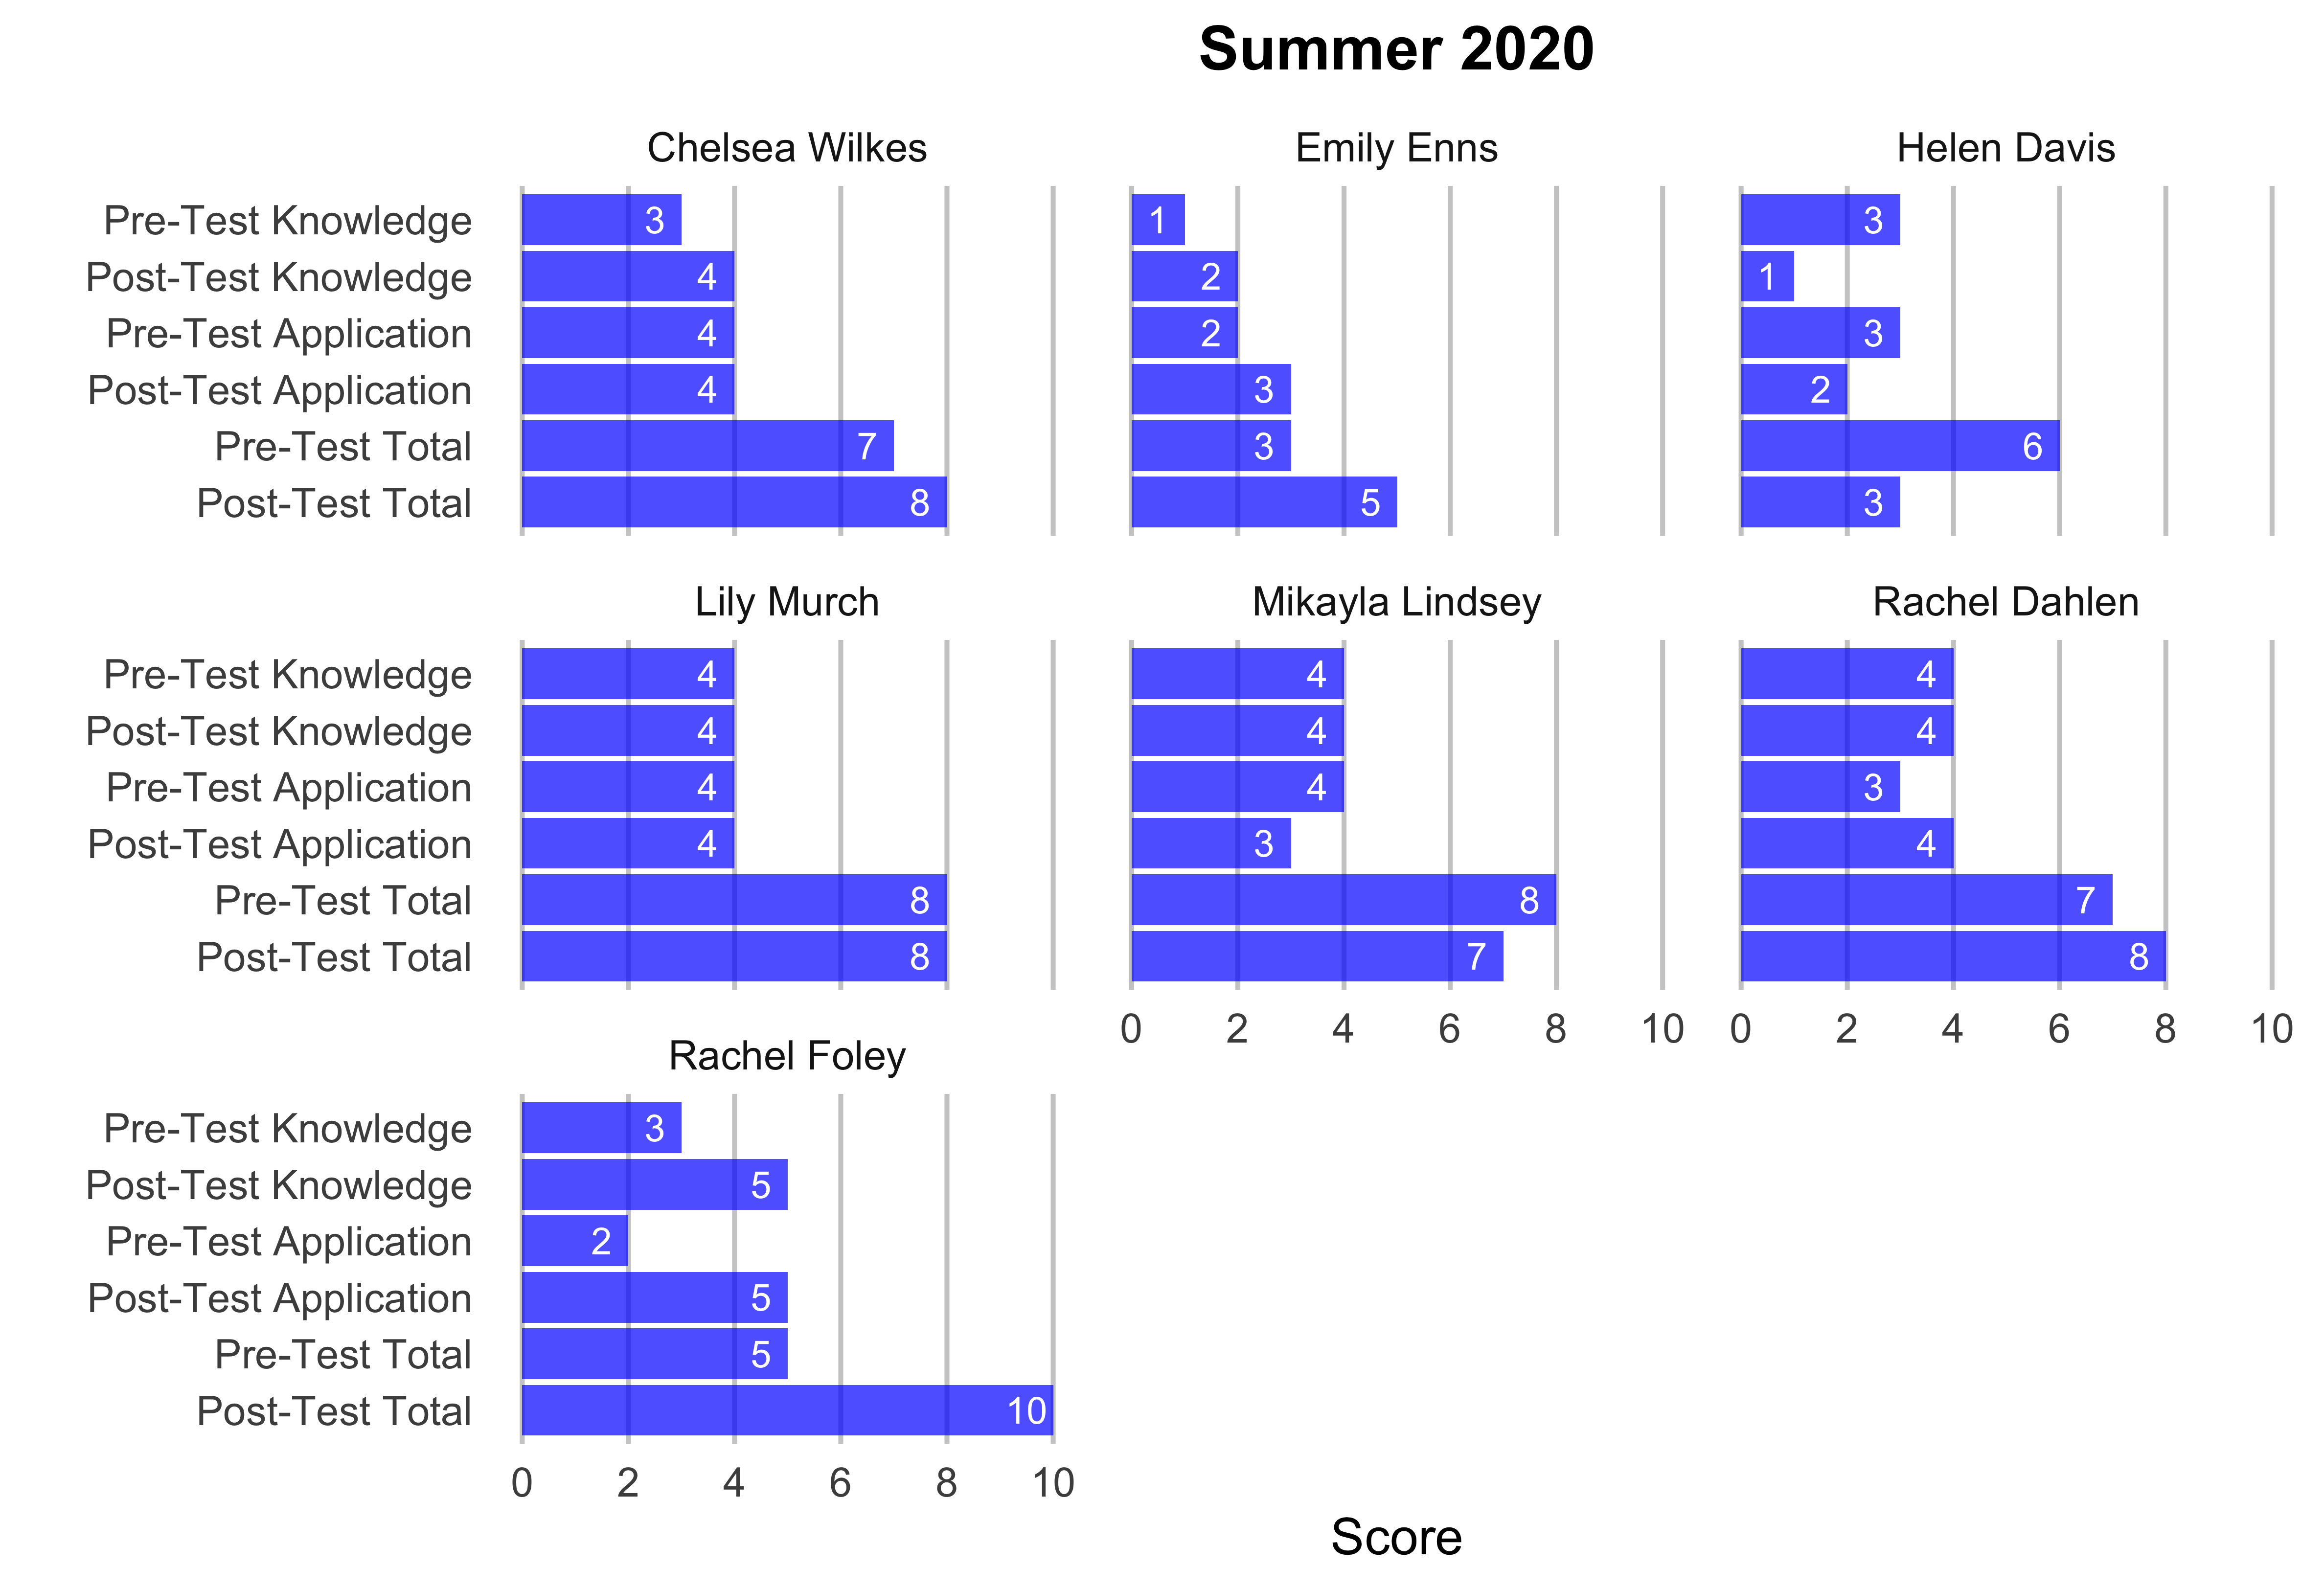 Summer 2020
Chelsea Wilkes
Emily Enns
Helen Davis
Pre-Test Knowledge 3 1 3
Post-Test Knowledge 4 2 1
Pre-Test Application 4 2 3
Post-Test Application 4 3 2
Pre-Test Total 7 3 6
Post-Test Total 8 5 3
Lily Murch
Mikayla Lindsey
Rachel Dahlen
Pre-Test Knowledge 4 4 4
Post-Test Knowledge 4 4 4
Pre-Test Application 4 4 3
Post-Test Application 4 3 4
Pre-Test Total 8 8 7
Post-Test Total 8 7 8
0 2 4 6 8 10 0 2 4 6 8 10
Rachel Foley
Pre-Test Knowledge 3
Post-Test Knowledge 5
Pre-Test Application 2
Post-Test Application 5
Pre-Test Total 5
Post-Test Total 10
0 2 4 6 8 10
Score